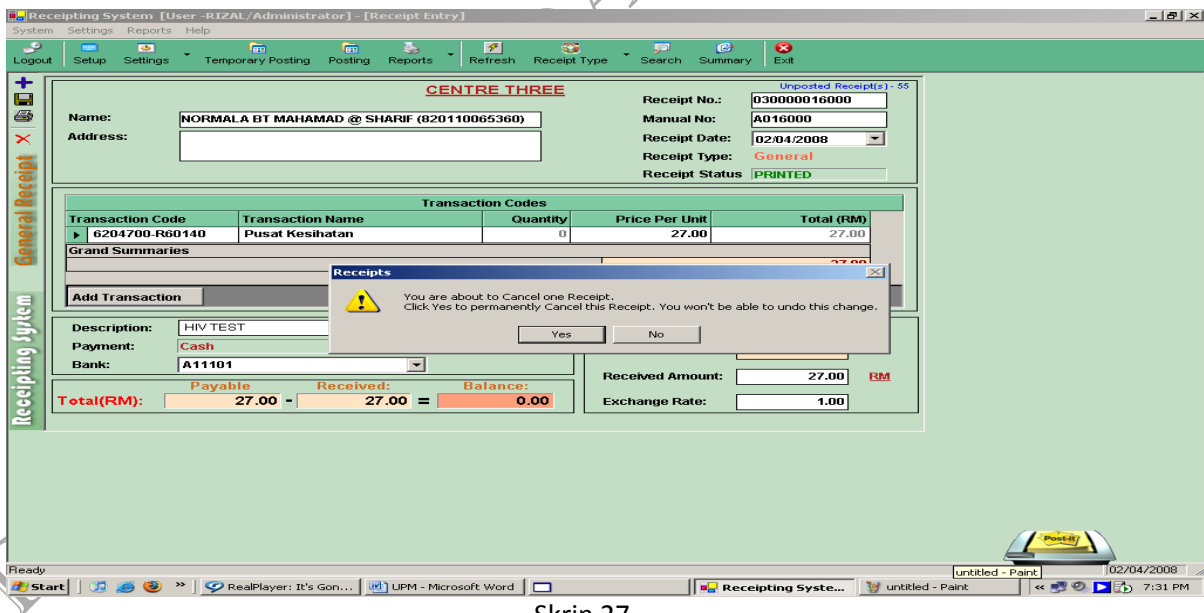 Receipting System [User -RIZAL/Administrator] - [Receipt Entry]
System Settings Reports Help
Logout Setup Settings Temporary Posting Posting Reports Refresh Receipt Type Search Summary Exit
Unposted Receipt(s) - 55
CENTRE THREE
Receipt No.: 030000016000
Name: NORMALA BT MAHAMAD @ SHARIF (820110065360) Manual No: A016000
Address: Receipt Date: 02/04/2008
Receipt Type: General
Receipt Status PRINTED
General Receipt
Receipting System
Transaction Codes
Transaction Code Transaction Name Quantity Price Per Unit Total (RM)
6204700-R60140 Pusat Kesihatan 0 27.00 27.00
Grand Summaries
27.00
Add Transaction
Receipts
You are about to Cancel one Receipt.
Click Yes to permanently Cancel this Receipt. You won't be able to undo this change.
Yes No
Description: HIV TEST
Payment: Cash
Bank: A11101
Received Amount: 27.00 RM
Payable Received: Balance:
Total(RM): 27.00 - 27.00 = 0.00
Exchange Rate: 1.00
Post-it
Ready
untitled - Paint
02/04/2008
Start RealPlayer: It's Gon... UPM - Microsoft Word Receipting Syste... untitled - Paint 7:31 PM
Skrin 27